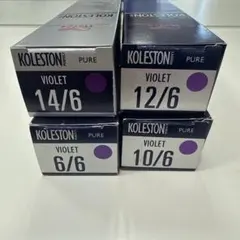 KOLESTON PURE
VIOLET
14/6
KOLESTON PURE
VIOLET
12/6
KOLESTON PURE
VIOLET
6/6
KOLESTON PURE
VIOLET
10/6